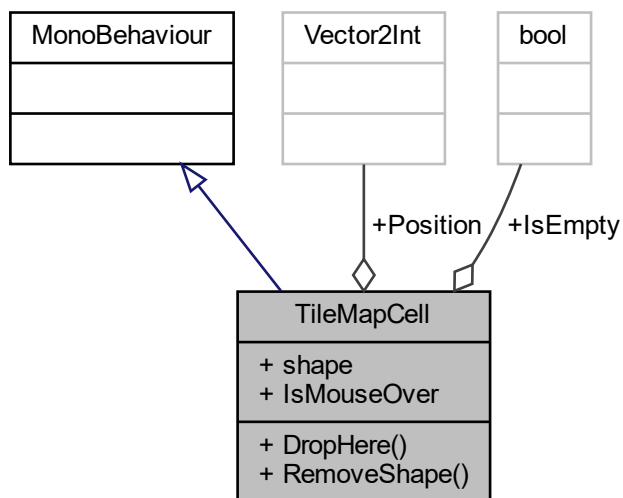 MonoBehaviour
Vector2Int
bool
+Position
+IsEmpty
TileMapCell
+ shape
+ IsMouseOver
+ DropHere()
+ RemoveShape()